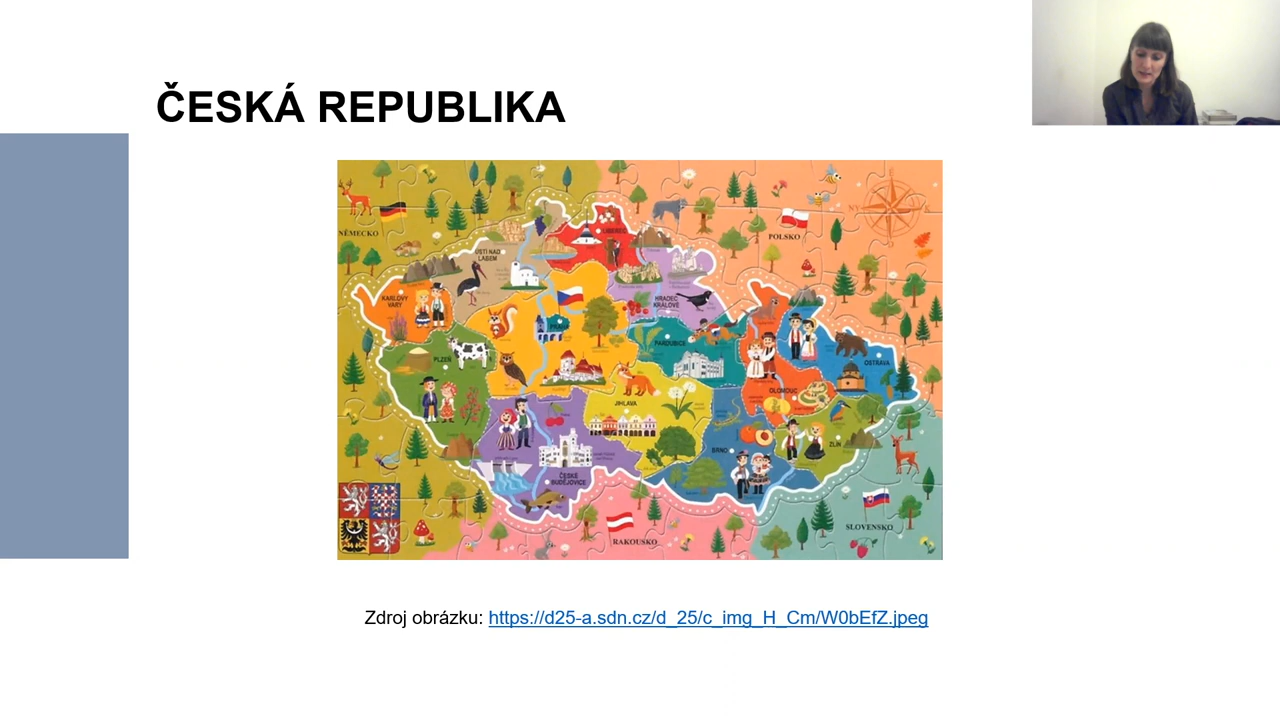 ČESKÁ REPUBLIKA
NĚMECKO
POLSKO
ÚSTÍ NAD
LABEM
LIBEREC
KARLOVY
VARY
HRADEC
KRÁLOVÉ
PRAHA
PARDUBICE
PLZEŇ
OSTRAVA
OLOMOUC
JIHLAVA
BRNO
ZLÍN
ČESKÉ
BUDĚJOVICE
SLOVENSKO
RAKOUSKO
Zdroj obrázku: https://d25-a.sdn.cz/d_25/c_img_H_Cm/W0bEfZ.jpeg